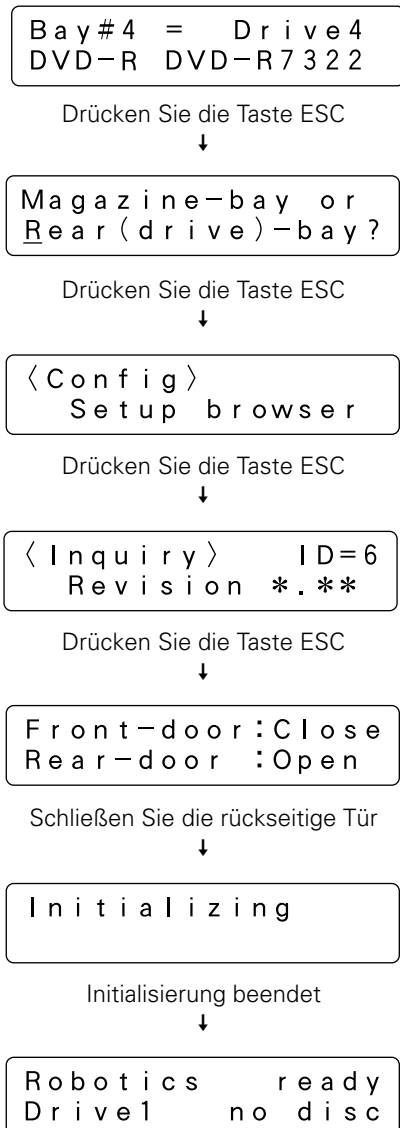 Bay#4 = Drive4
DVD-R DVD-R7322
Drücken Sie die Taste ESC
↓
Magazine-bay or
Rear(drive)-bay?
Drücken Sie die Taste ESC
↓
〈Config〉
Setup browser
Drücken Sie die Taste ESC
↓
〈Inquiry〉 ID=6
Revision *.**
Drücken Sie die Taste ESC
↓
Front-door:Close
Rear-door :Open
Schließen Sie die rückseitige Tür
↓
Initializing
Initialisierung beendet
↓
Robotics ready
Drive1 no disc